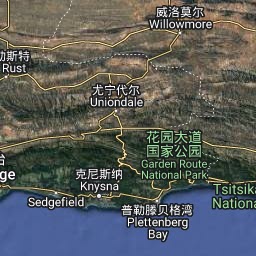 威洛莫尔
Willowmore
勒斯特
Rust
尤宁代尔
Uniondale
花园大道
国家公园
Garden Route
National Park
治
ge
克尼斯纳
Knysna
Tsitsika
National
Sedgefield
普勒滕贝格湾
Plettenberg
Bay